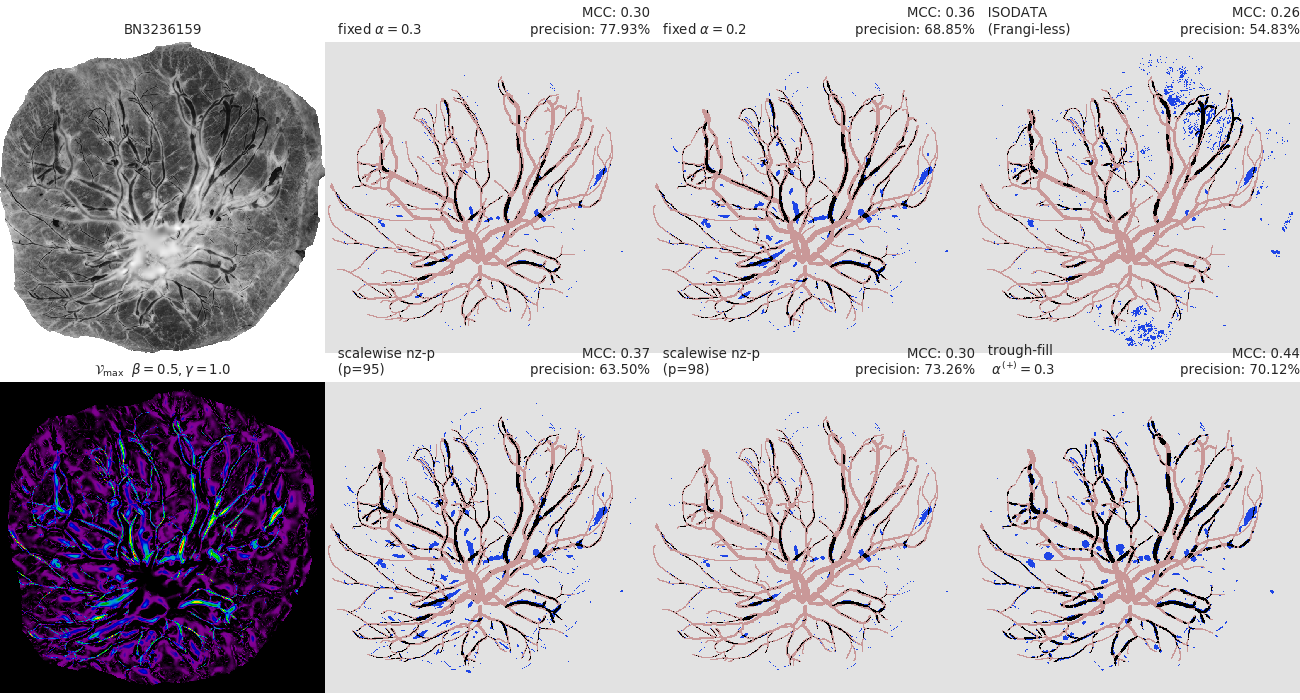 BN3236159
fixed α = 0.3
MCC: 0.30
precision: 77.93%
fixed α = 0.2
MCC: 0.36
precision: 68.85%
ISODATA
(Frangi-less)
MCC: 0.26
precision: 54.83%
𝒱max β = 0.5, γ = 1.0
scalewise nz-p
(p=95)
MCC: 0.37
precision: 63.50%
scalewise nz-p
(p=98)
MCC: 0.30
precision: 73.26%
trough-fill
α(+) = 0.3
MCC: 0.44
precision: 70.12%